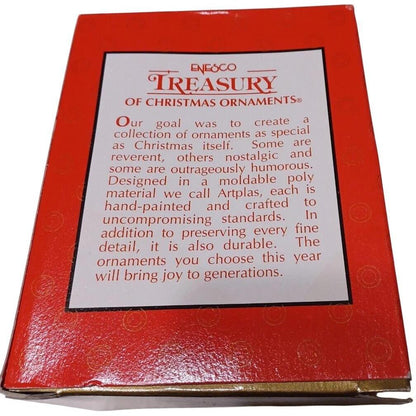 ENESCO
TREASURY
OF CHRISTMAS ORNAMENTS®
Our goal was to create a
collection of ornaments as special
as Christmas itself. Some are
reverent, others nostalgic and
some are outrageously humorous.
Designed in a moldable poly
material we call Artplas, each is
hand-painted and crafted to
uncompromising standards. In
addition to preserving every fine
detail, it is also durable. The
ornaments you choose this year
will bring joy to generations.